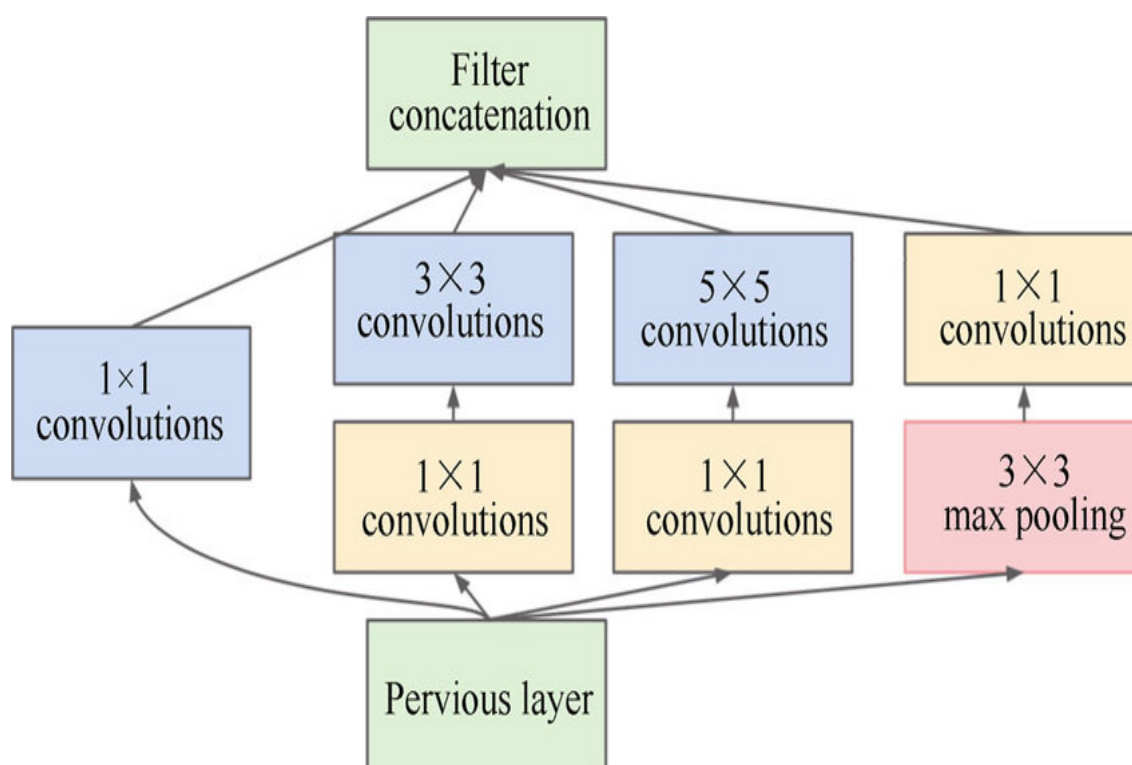 Filter
concatenation
3×3
convolutions
5×5
convolutions
1×1
convolutions
1×1
convolutions
1×1
convolutions
1×1
convolutions
3×3
max pooling
Pervious layer